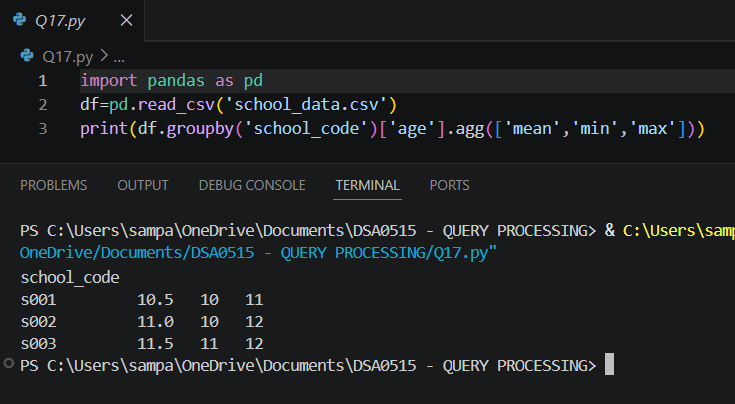 Q17.py
Q17.py > ...
1 import pandas as pd
2 df=pd.read_csv('school_data.csv')
3 print(df.groupby('school_code')['age'].agg(['mean','min','max']))
PROBLEMS OUTPUT DEBUG CONSOLE TERMINAL PORTS
PS C:\Users\sampa\OneDrive\Documents\DSA0515 - QUERY PROCESSING> & C:\Users\samp
OneDrive/Documents/DSA0515 - QUERY PROCESSING/Q17.py"
school_code
s001 10.5 10 11
s002 11.0 10 12
s003 11.5 11 12
PS C:\Users\sampa\OneDrive\Documents\DSA0515 - QUERY PROCESSING>